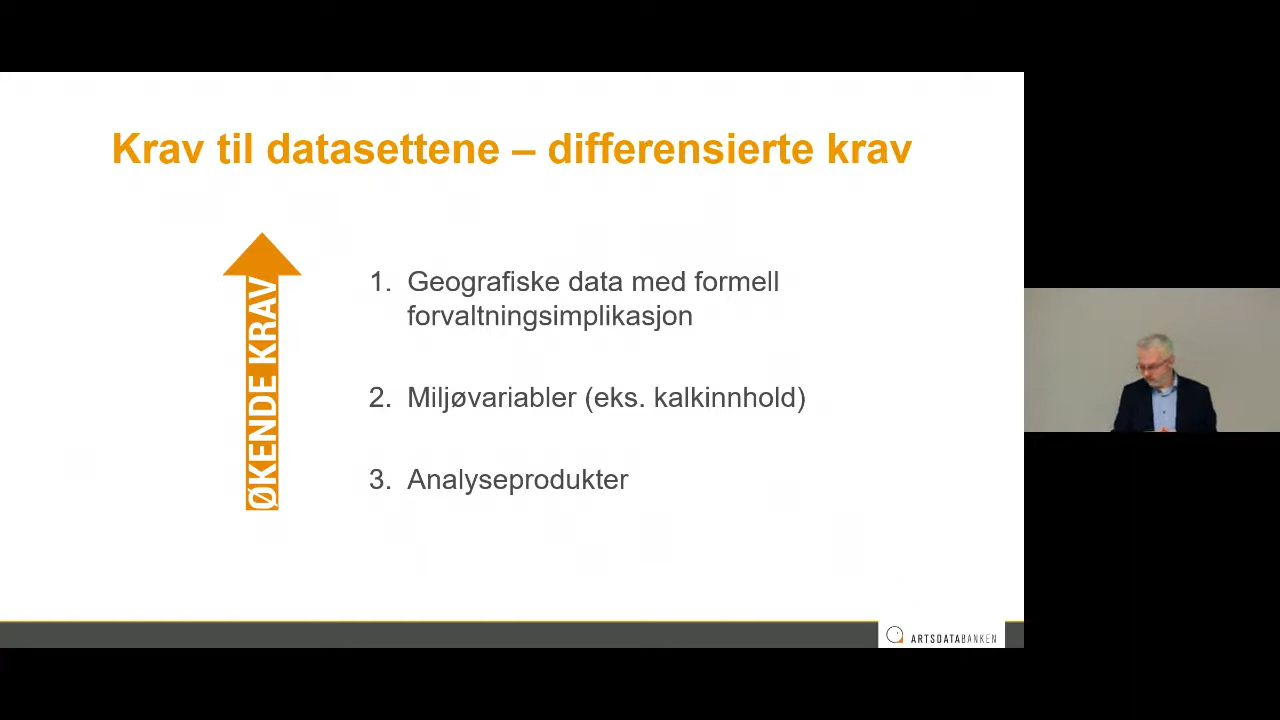 Krav til datasettene – differensierte krav
ØKENDE KRAV
1. Geografiske data med formell
forvaltningsimplikasjon
2. Miljøvariabler (eks. kalkinnhold)
3. Analyseprodukter
ARTSDATABANKEN